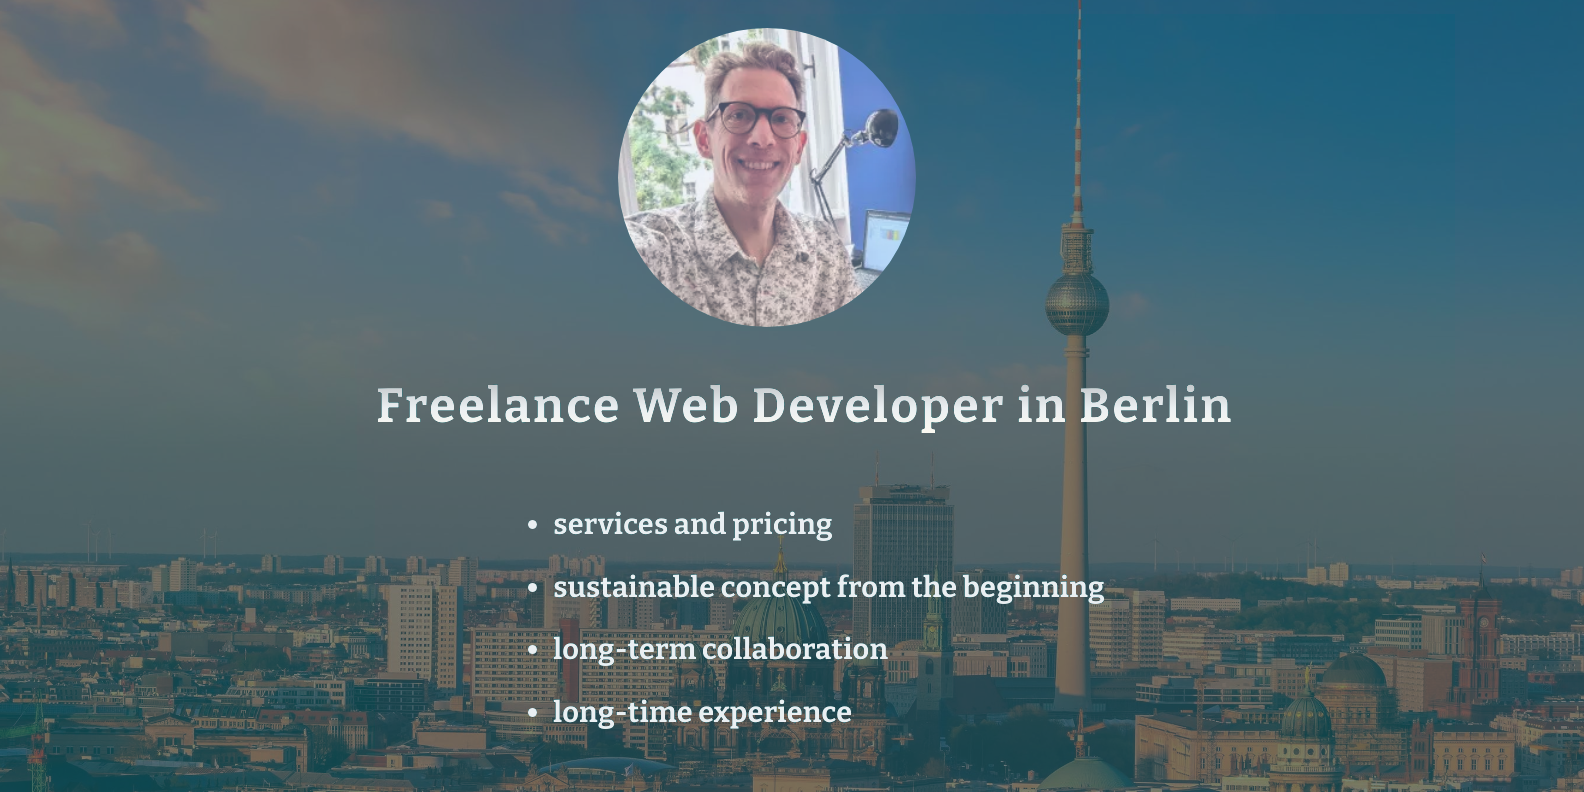 Freelance Web Developer in Berlin
• services and pricing
• sustainable concept from the beginning
• long-term collaboration
• long-time experience